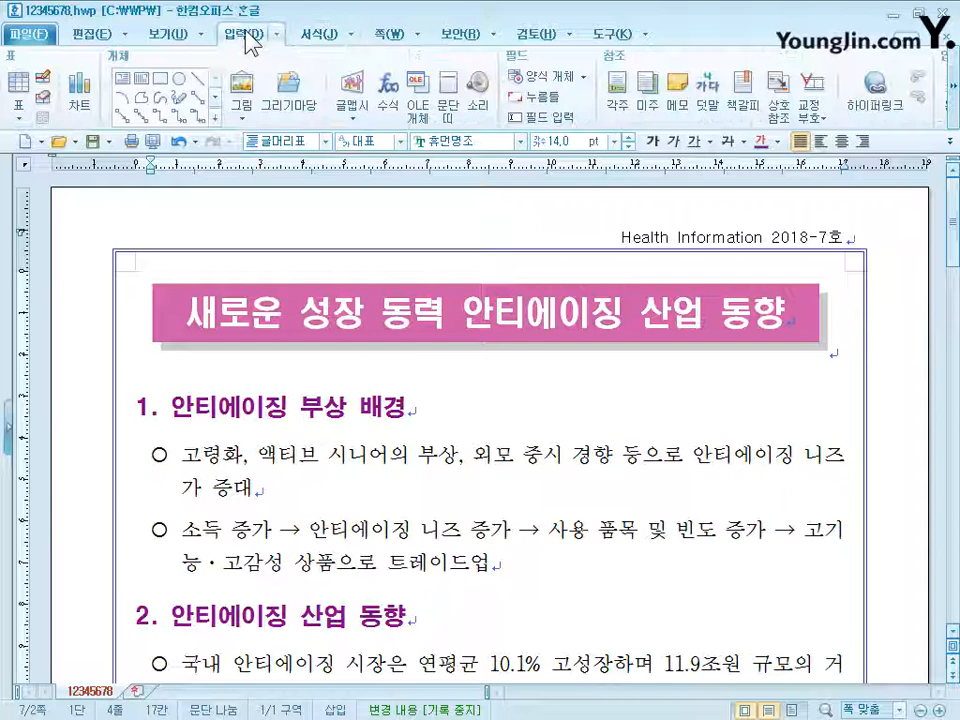 12345678.hwp [C:₩WPW] - 한컴오피스 한글
YoungJin.com Y.
파일(F) 편집(E) 보기(U) 입력(D) 서식(J) 쪽(W) 보안(R) 검토(H) 도구(K)
표 개체 필드 참조
표 차트 그림 그리기마당 글맵시 수식 OLE 개체 문단 띠 소리
양식 개체
누름틀
필드 입력
각주 미주 메모 덧말 책갈피 상호 참조 교정 부호 하이퍼링크
글머리표 대표 휴먼명조 14.0 pt 가 가 가 가 가
Health Information 2018-7호
새로운 성장 동력 안티에이징 산업 동향
1. 안티에이징 부상 배경
○ 고령화, 액티브 시니어의 부상, 외모 중시 경향 등으로 안티에이징 니즈
가 증대
○ 소득 증가 → 안티에이징 니즈 증가 → 사용 품목 및 빈도 증가 → 고기
능·고감성 상품으로 트레이드업
2. 안티에이징 산업 동향
○ 국내 안티에이징 시장은 연평균 10.1% 고성장하며 11.9조원 규모의 거
12345678
7/2쪽 1단 4줄 17칸 문단 나눔 1/1 구역 삽입 변경 내용 [기록 중지] 폭 맞춤